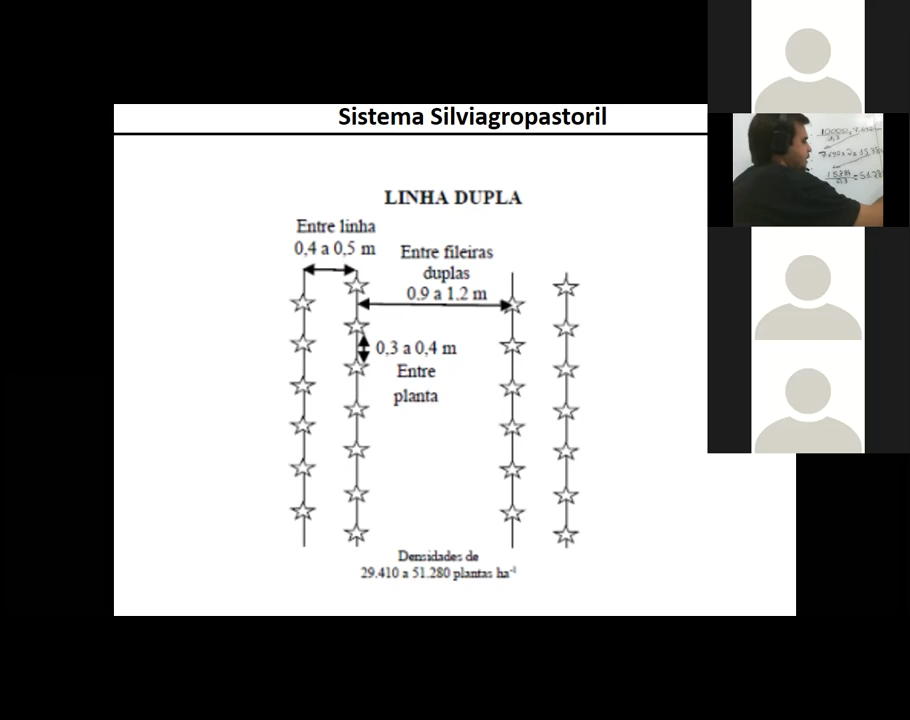 Sistema Silviagropastoril
LINHA DUPLA
Entre linha
0,4 a 0,5 m
Entre fileiras
duplas
0.9 a 1.2 m
0,3 a 0,4 m
Entre
planta
Densidades de
29.410 a 51.280 plantas ha⁻¹